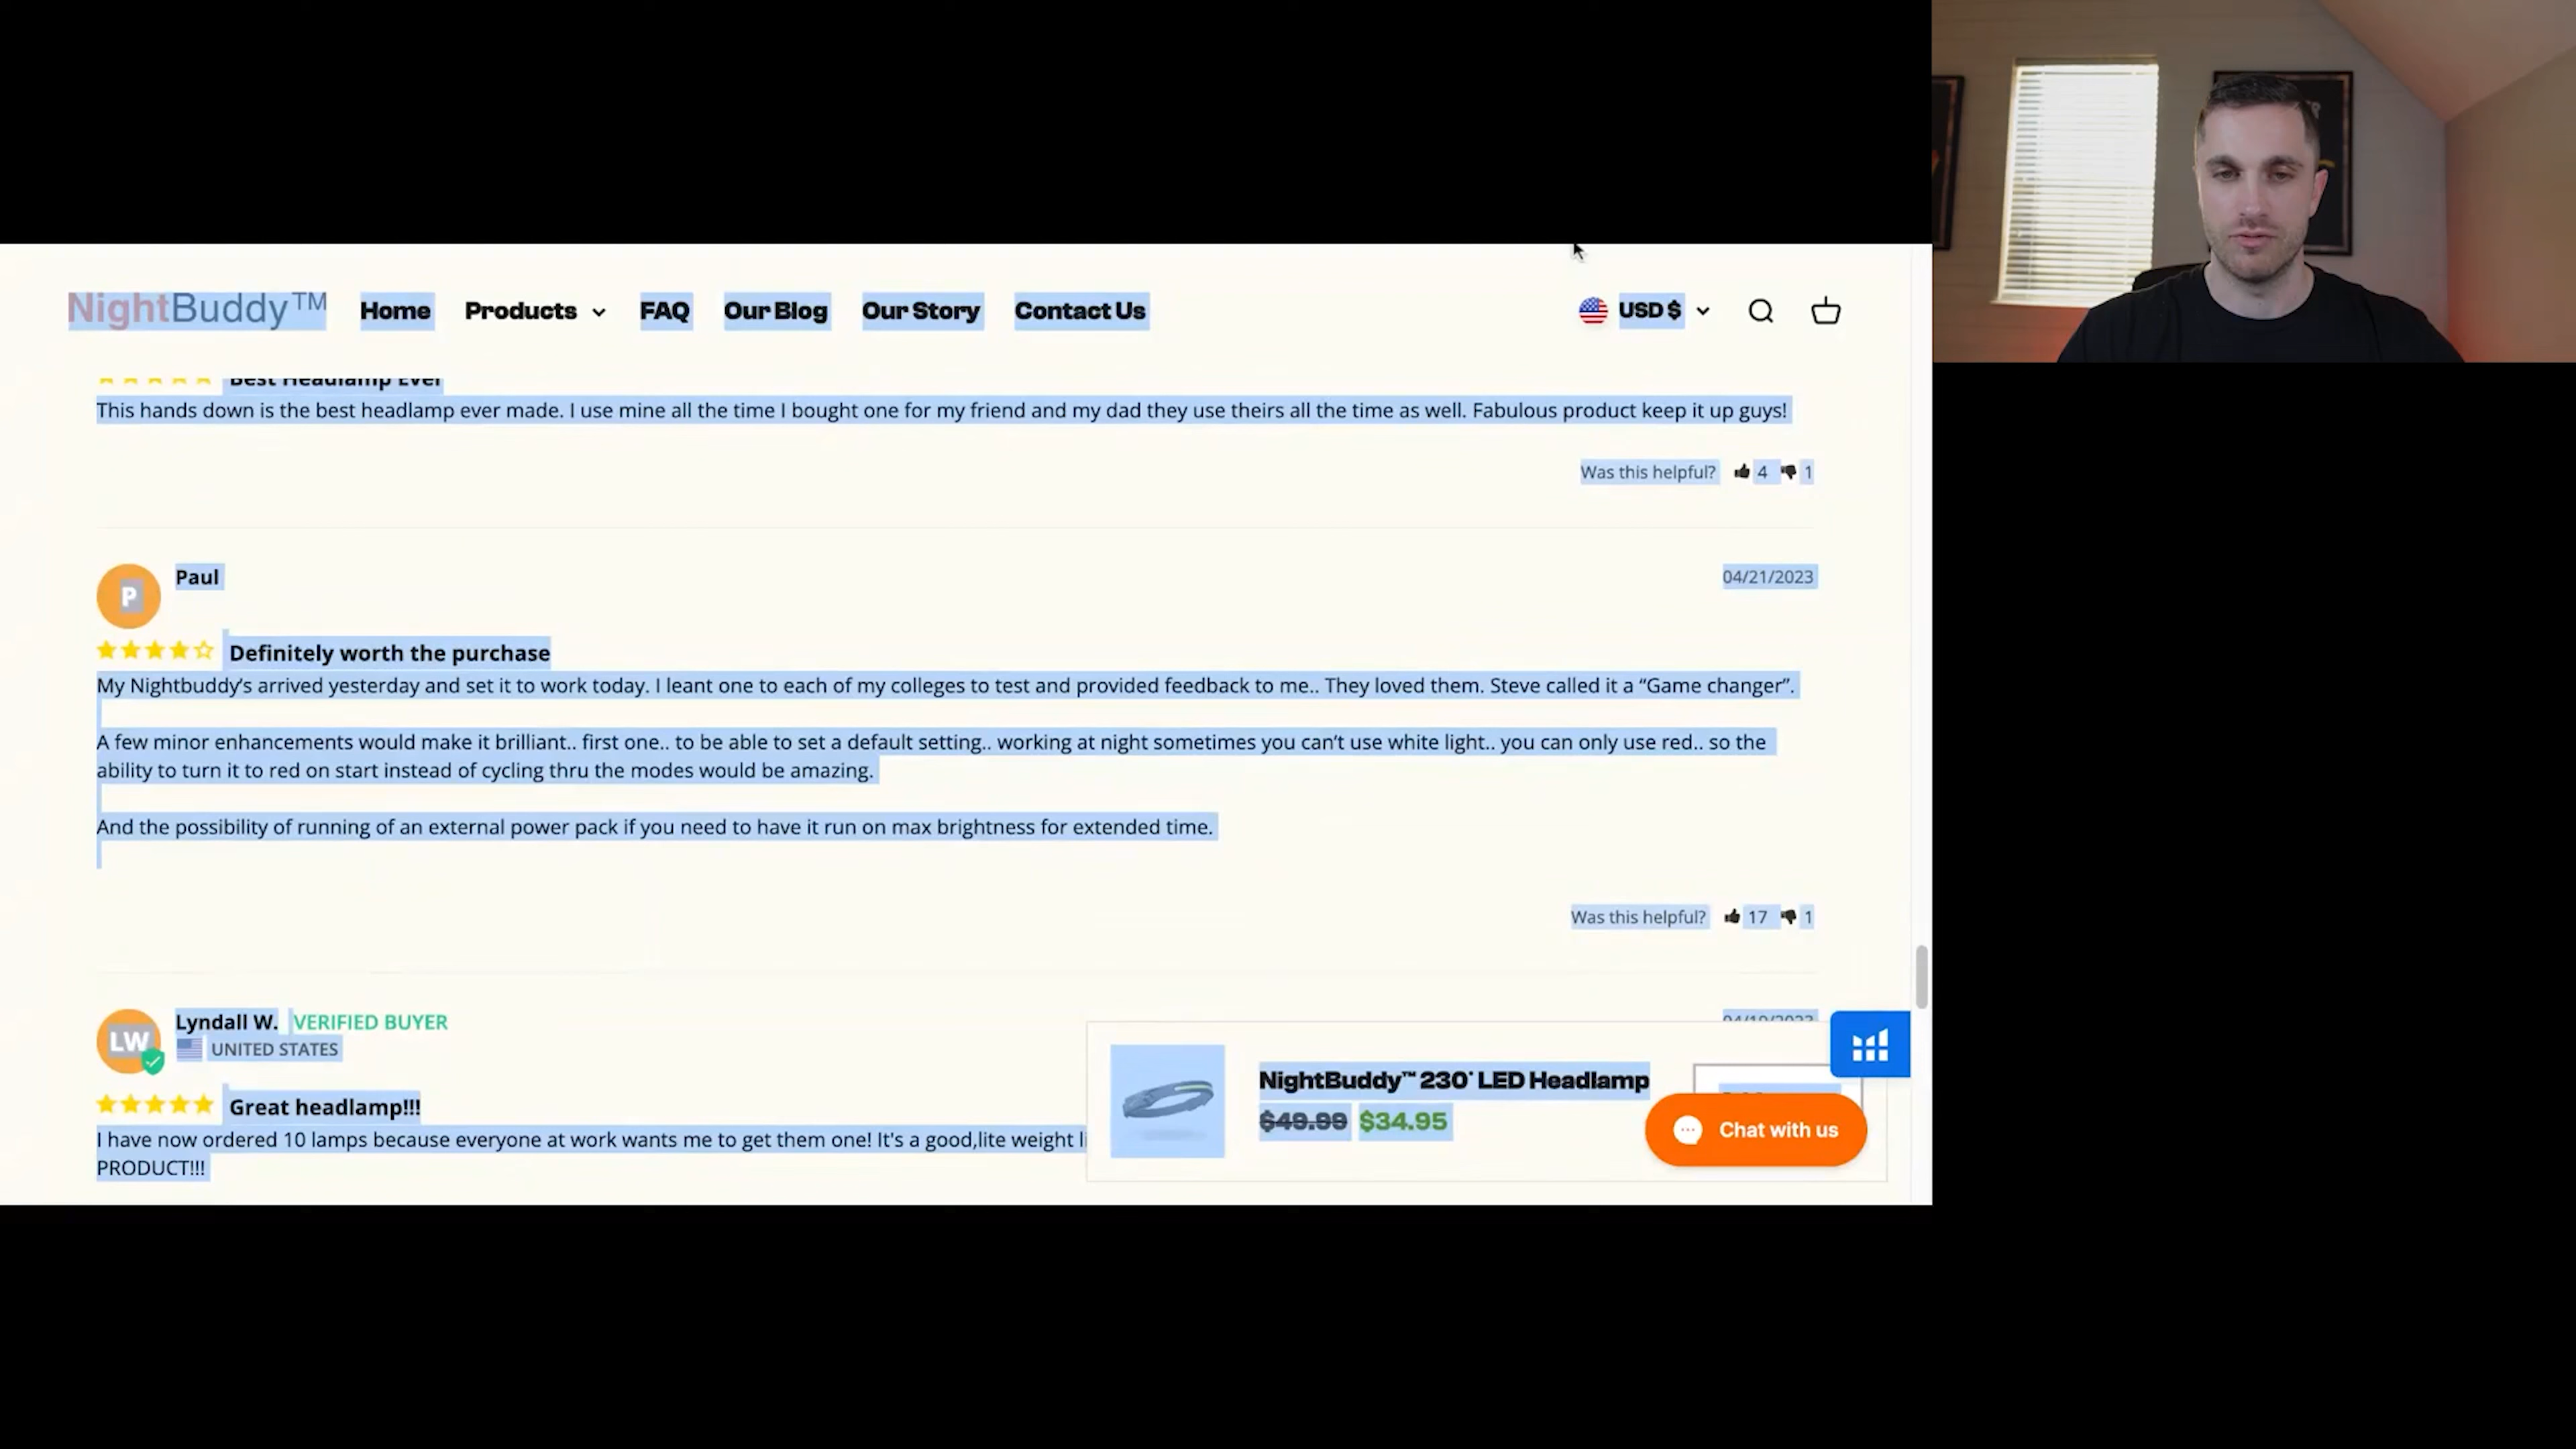 NightBuddy™ Home Products FAQ Our Blog Our Story Contact Us USD $
Best Headlamp Ever
This hands down is the best headlamp ever made. I use mine all the time I bought one for my friend and my dad they use theirs all the time as well. Fabulous product keep it up guys!
Was this helpful? 4 1
P Paul 04/21/2023
Definitely worth the purchase
My Nightbuddy’s arrived yesterday and set it to work today. I leant one to each of my colleges to test and provided feedback to me.. They loved them. Steve called it a “Game changer”.
A few minor enhancements would make it brilliant.. first one.. to be able to set a default setting.. working at night sometimes you can’t use white light.. you can only use red.. so the
ability to turn it to red on start instead of cycling thru the modes would be amazing.
And the possibility of running of an external power pack if you need to have it run on max brightness for extended time.
Was this helpful? 17 1
LW Lyndall W. VERIFIED BUYER
UNITED STATES
Great headlamp!!!
I have now ordered 10 lamps because everyone at work wants me to get them one! It's a good,lite weight
PRODUCT!!!
NightBuddy™ 230° LED Headlamp
$49.99 $34.95
Chat with us